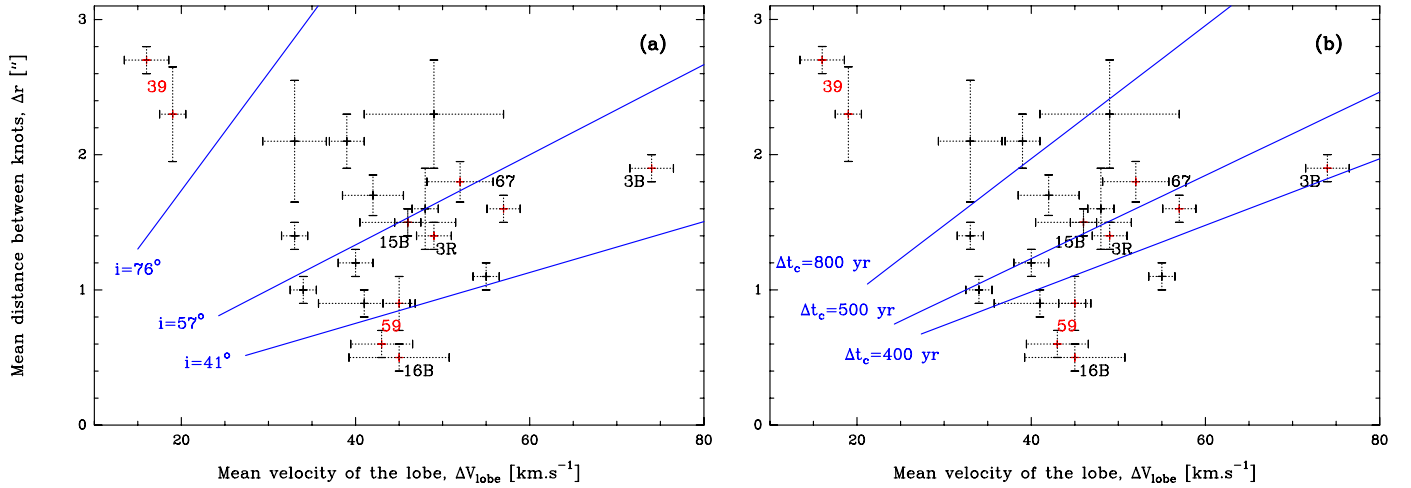 Mean distance between knots, Δr ["]
3
2
1
0
(a)
39
67
3B
15B
3R
59
16B
i=76°
i=57°
i=41°
20
40
60
80
Mean velocity of the lobe, ΔV_lobe [km.s⁻¹]
3
2
1
0
(b)
39
67
3B
15B
3R
59
16B
Δt_c=800 yr
Δt_c=500 yr
Δt_c=400 yr
20
40
60
80
Mean velocity of the lobe, ΔV_lobe [km.s⁻¹]